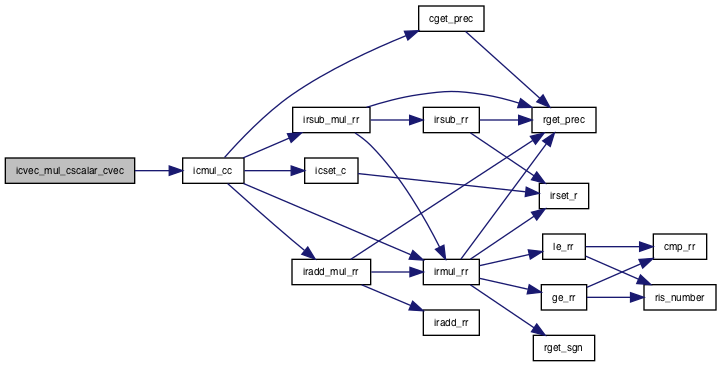 cget_prec
irsub_mul_rr
irsub_rr
rget_prec
icvec_mul_cscalar_cvec
icmul_cc
icset_c
irset_r
le_rr
cmp_rr
iradd_mul_rr
irmul_rr
ge_rr
ris_number
iradd_rr
rget_sgn